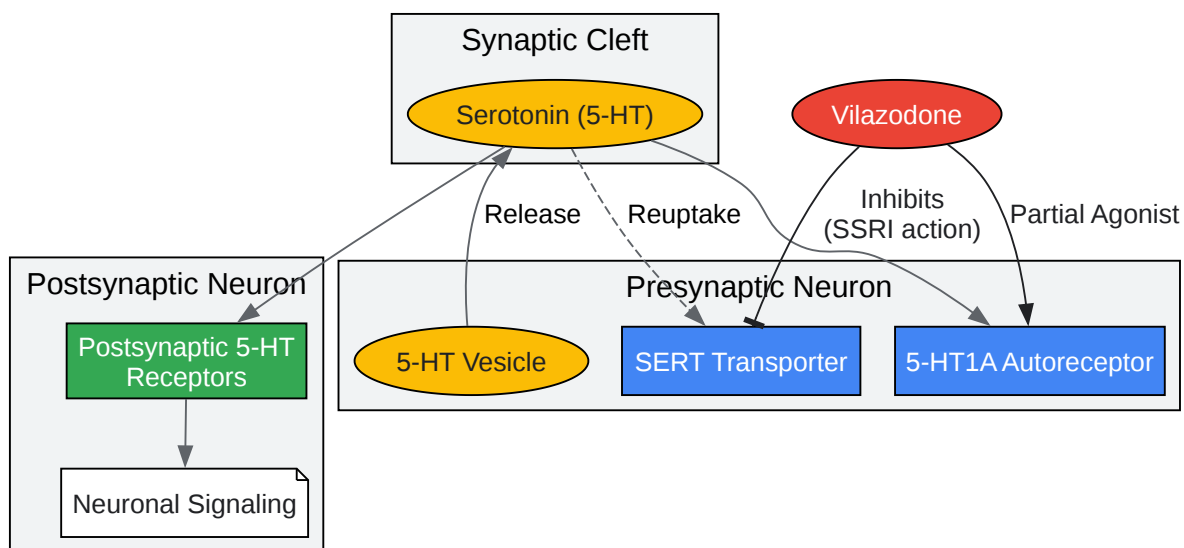 Synaptic Cleft
Serotonin (5-HT)
Vilazodone
Release
Reuptake
Inhibits
(SSRI action)
Partial Agonist
Postsynaptic Neuron
Presynaptic Neuron
Postsynaptic 5-HT
Receptors
5-HT Vesicle
SERT Transporter
5-HT1A Autoreceptor
Neuronal Signaling